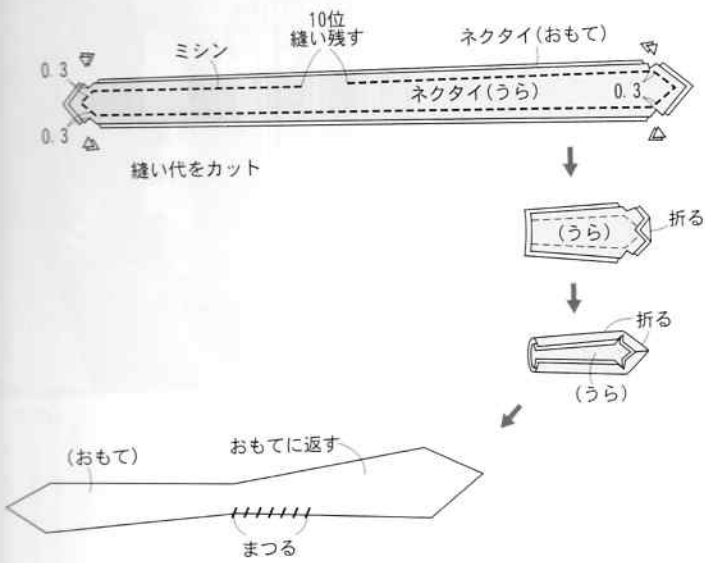 10位
縫い残す
ミシン
ネクタイ(おもて)
0.3
ネクタイ(うら)
0.3
0.3
縫い代をカット
(うら)
折る
折る
(うら)
(おもて)
おもてに返す
まつる